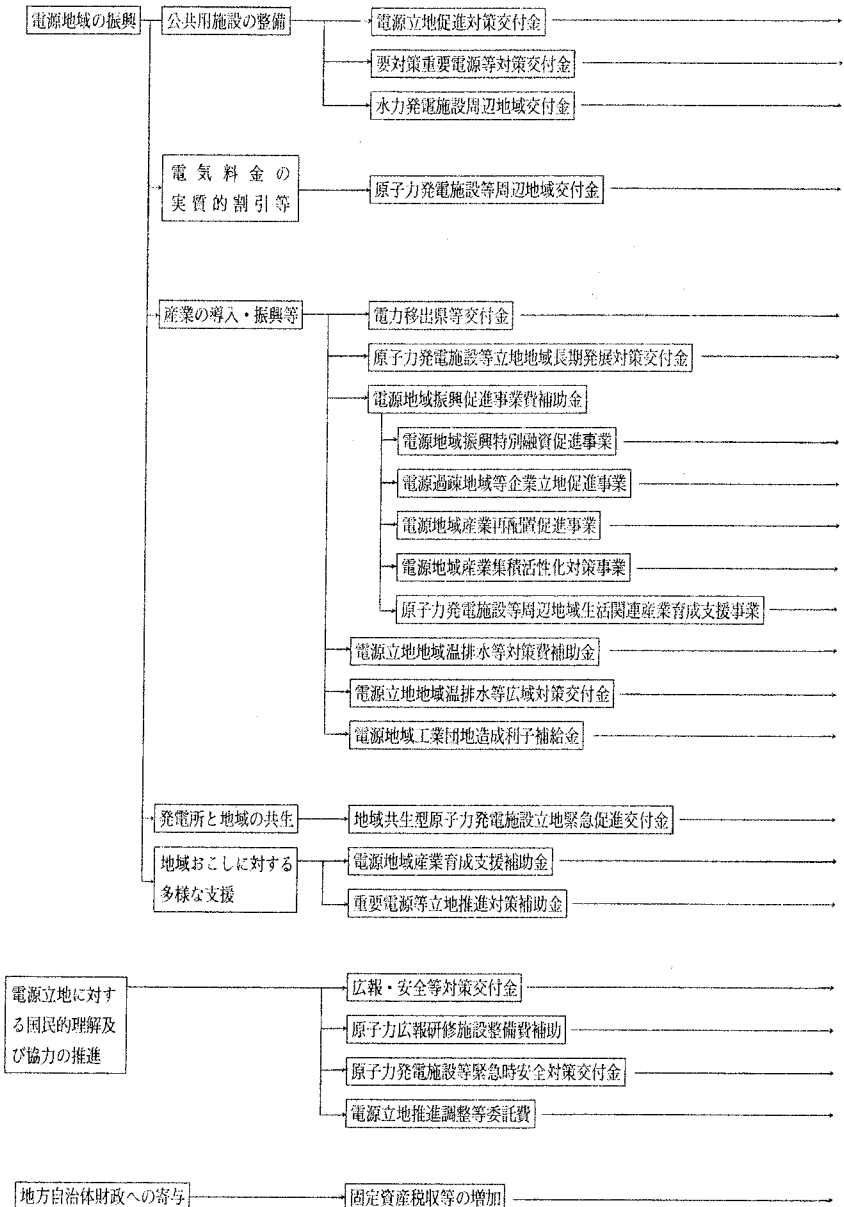 電源地域の振興
公共用施設の整備
電源立地促進対策交付金
要対策重要電源等対策交付金
水力発電施設周辺地域交付金
電気料金の
実質的割引等
原子力発電施設等周辺地域交付金
産業の導入・振興等
電力移出県等交付金
原子力発電施設等立地地域長期発展対策交付金
電源地域振興促進事業費補助金
電源地域振興特別融資促進事業
電源過疎地域等企業立地促進事業
電源地域産業再配置促進事業
電源地域産業集積活性化対策事業
原子力発電施設等周辺地域生活関連産業育成支援事業
電源立地地域温排水等対策費補助金
電源立地地域温排水等広域対策交付金
電源地域工業団地造成利子補給金
発電所と地域の共生
地域共生型原子力発電施設立地緊急促進交付金
地域おこしに対する
多様な支援
電源地域産業育成支援補助金
重要電源等立地推進対策補助金
電源立地に対す
る国民的理解及
び協力の推進
広報・安全等対策交付金
原子力広報研修施設整備費補助
原子力発電施設等緊急時安全対策交付金
電源立地推進調整等委託費
地方自治体財政への寄与
固定資産税収等の増加